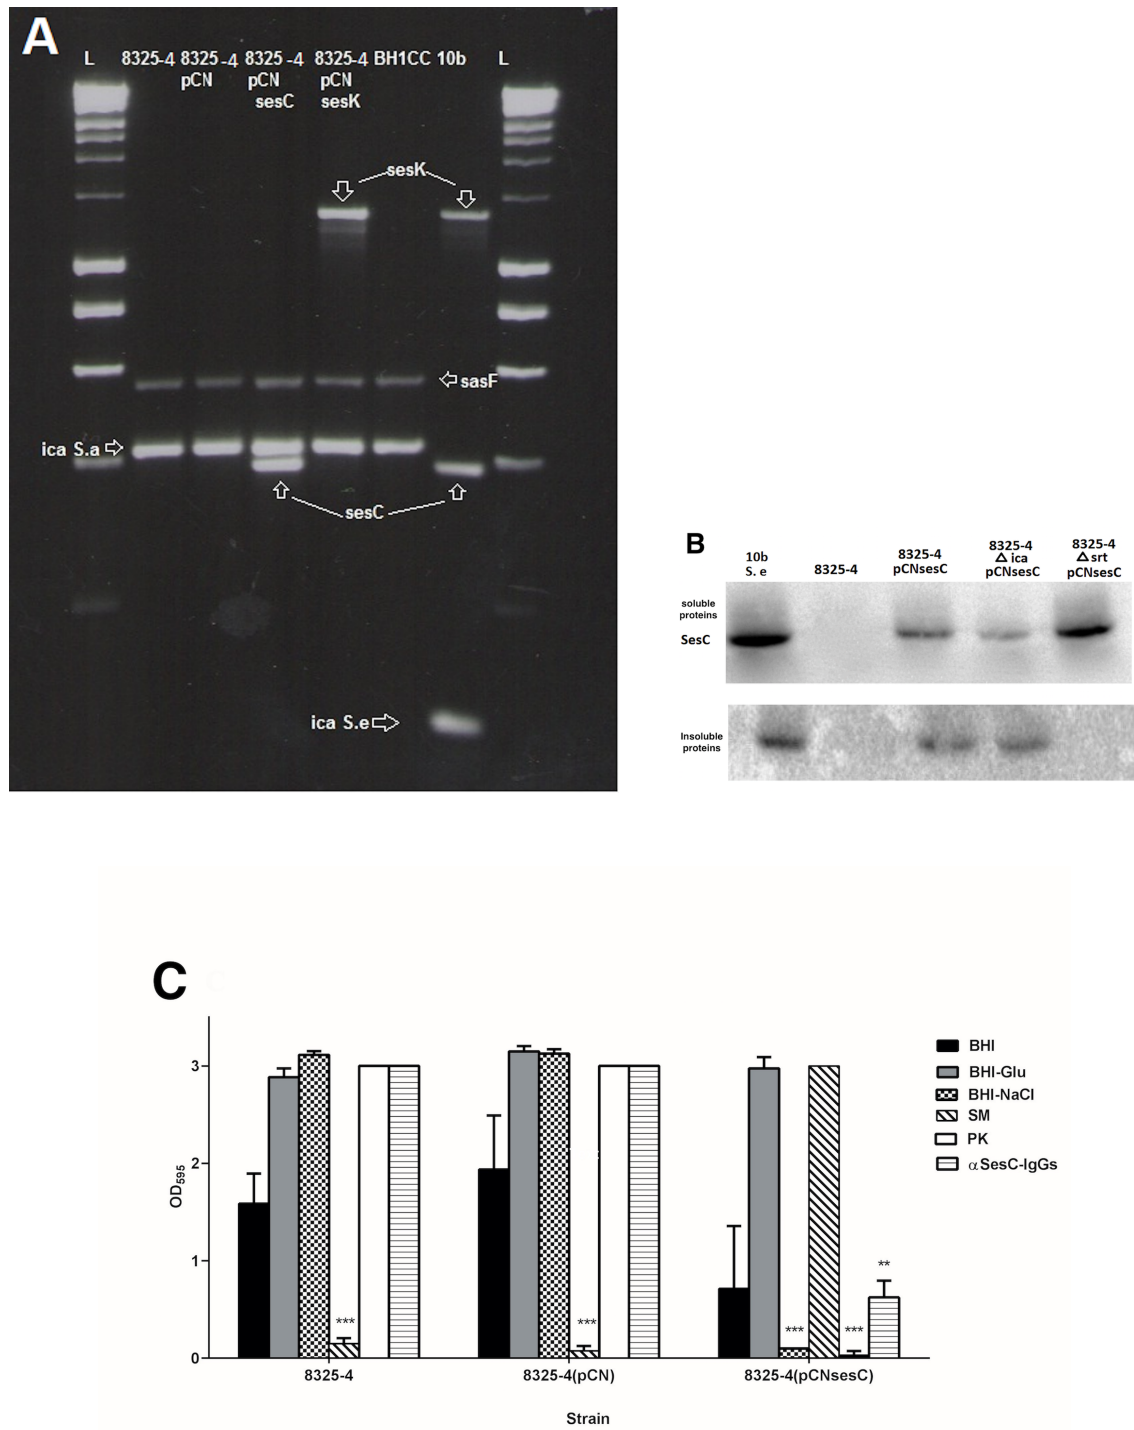 A
L 8325-4 8325-4 8325-4 8325-4 BH1CC 10b L
pCN pCN pCN
sesC sesK
sesK
sasF
ica S.a
sesC
ica S.e
B
10b
S. e
8325-4
8325-4
pCNsesC
8325-4
Δ ica
pCNsesC
8325-4
Δ srt
pCNsesC
soluble
proteins
SesC
Insoluble
proteins
C
3
2
1
0
OD595
***
***
***
***
**
8325-4
8325-4(pCN)
8325-4(pCNsesC)
Strain
BHI
BHI-Glu
BHI-NaCl
SM
PK
αSesC-IgGs